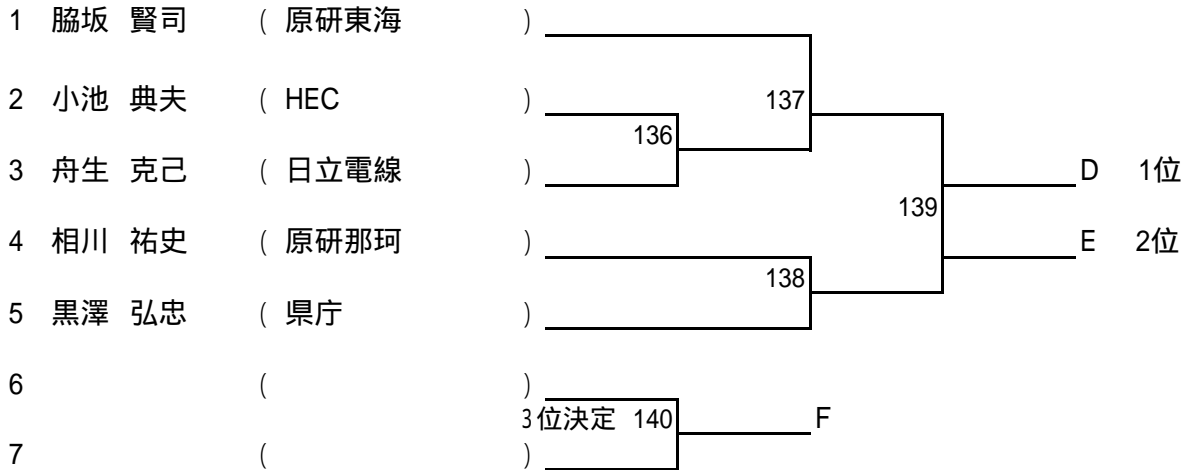 1 脇坂 賢司 ( 原研東海 )
2 小池 典夫 ( HEC ) 137
136
3 舟生 克己 ( 日立電線 ) D 1位
139
4 相川 祐史 ( 原研那珂 ) E 2位
138
5 黒澤 弘忠 ( 県庁 )
6 ( )
3位決定 140 F
7 ( )